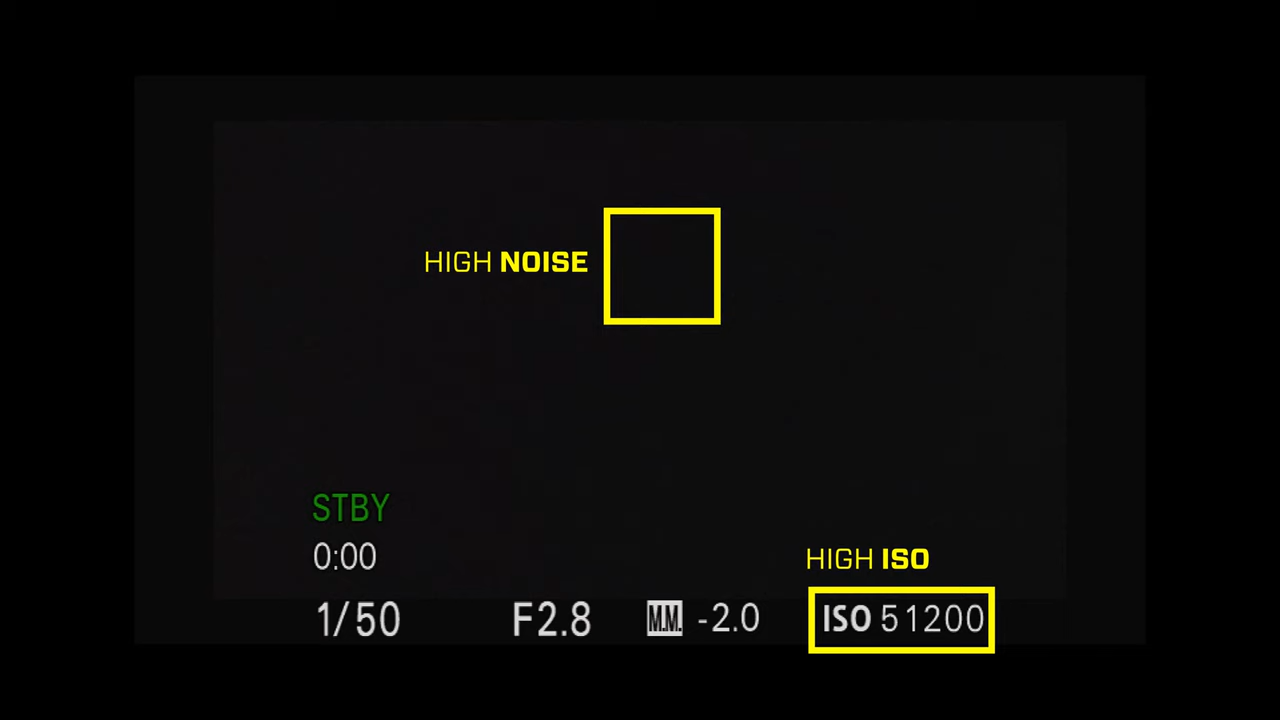 HIGH NOISE
STBY
0:00
HIGH ISO
1/50 F2.8 M.M. -2.0 ISO 51200